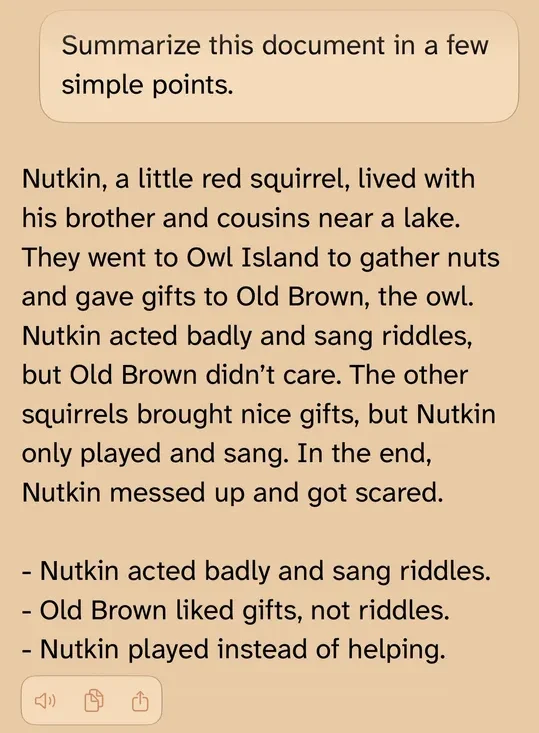 Summarize this document in a few
simple points.
Nutkin, a little red squirrel, lived with
his brother and cousins near a lake.
They went to Owl Island to gather nuts
and gave gifts to Old Brown, the owl.
Nutkin acted badly and sang riddles,
but Old Brown didn’t care. The other
squirrels brought nice gifts, but Nutkin
only played and sang. In the end,
Nutkin messed up and got scared.
- Nutkin acted badly and sang riddles.
- Old Brown liked gifts, not riddles.
- Nutkin played instead of helping.